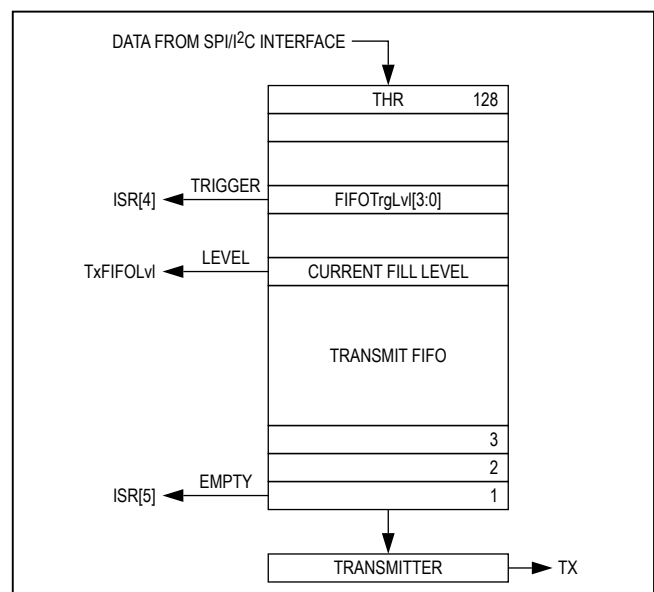 DATA FROM SPI/I2C INTERFACE
THR 128
TRIGGER
ISR[4]
FIFOTrgLvl[3:0]
LEVEL
TxFIFOLvl
CURRENT FILL LEVEL
TRANSMIT FIFO
3
2
EMPTY
ISR[5]
1
TRANSMITTER
TX